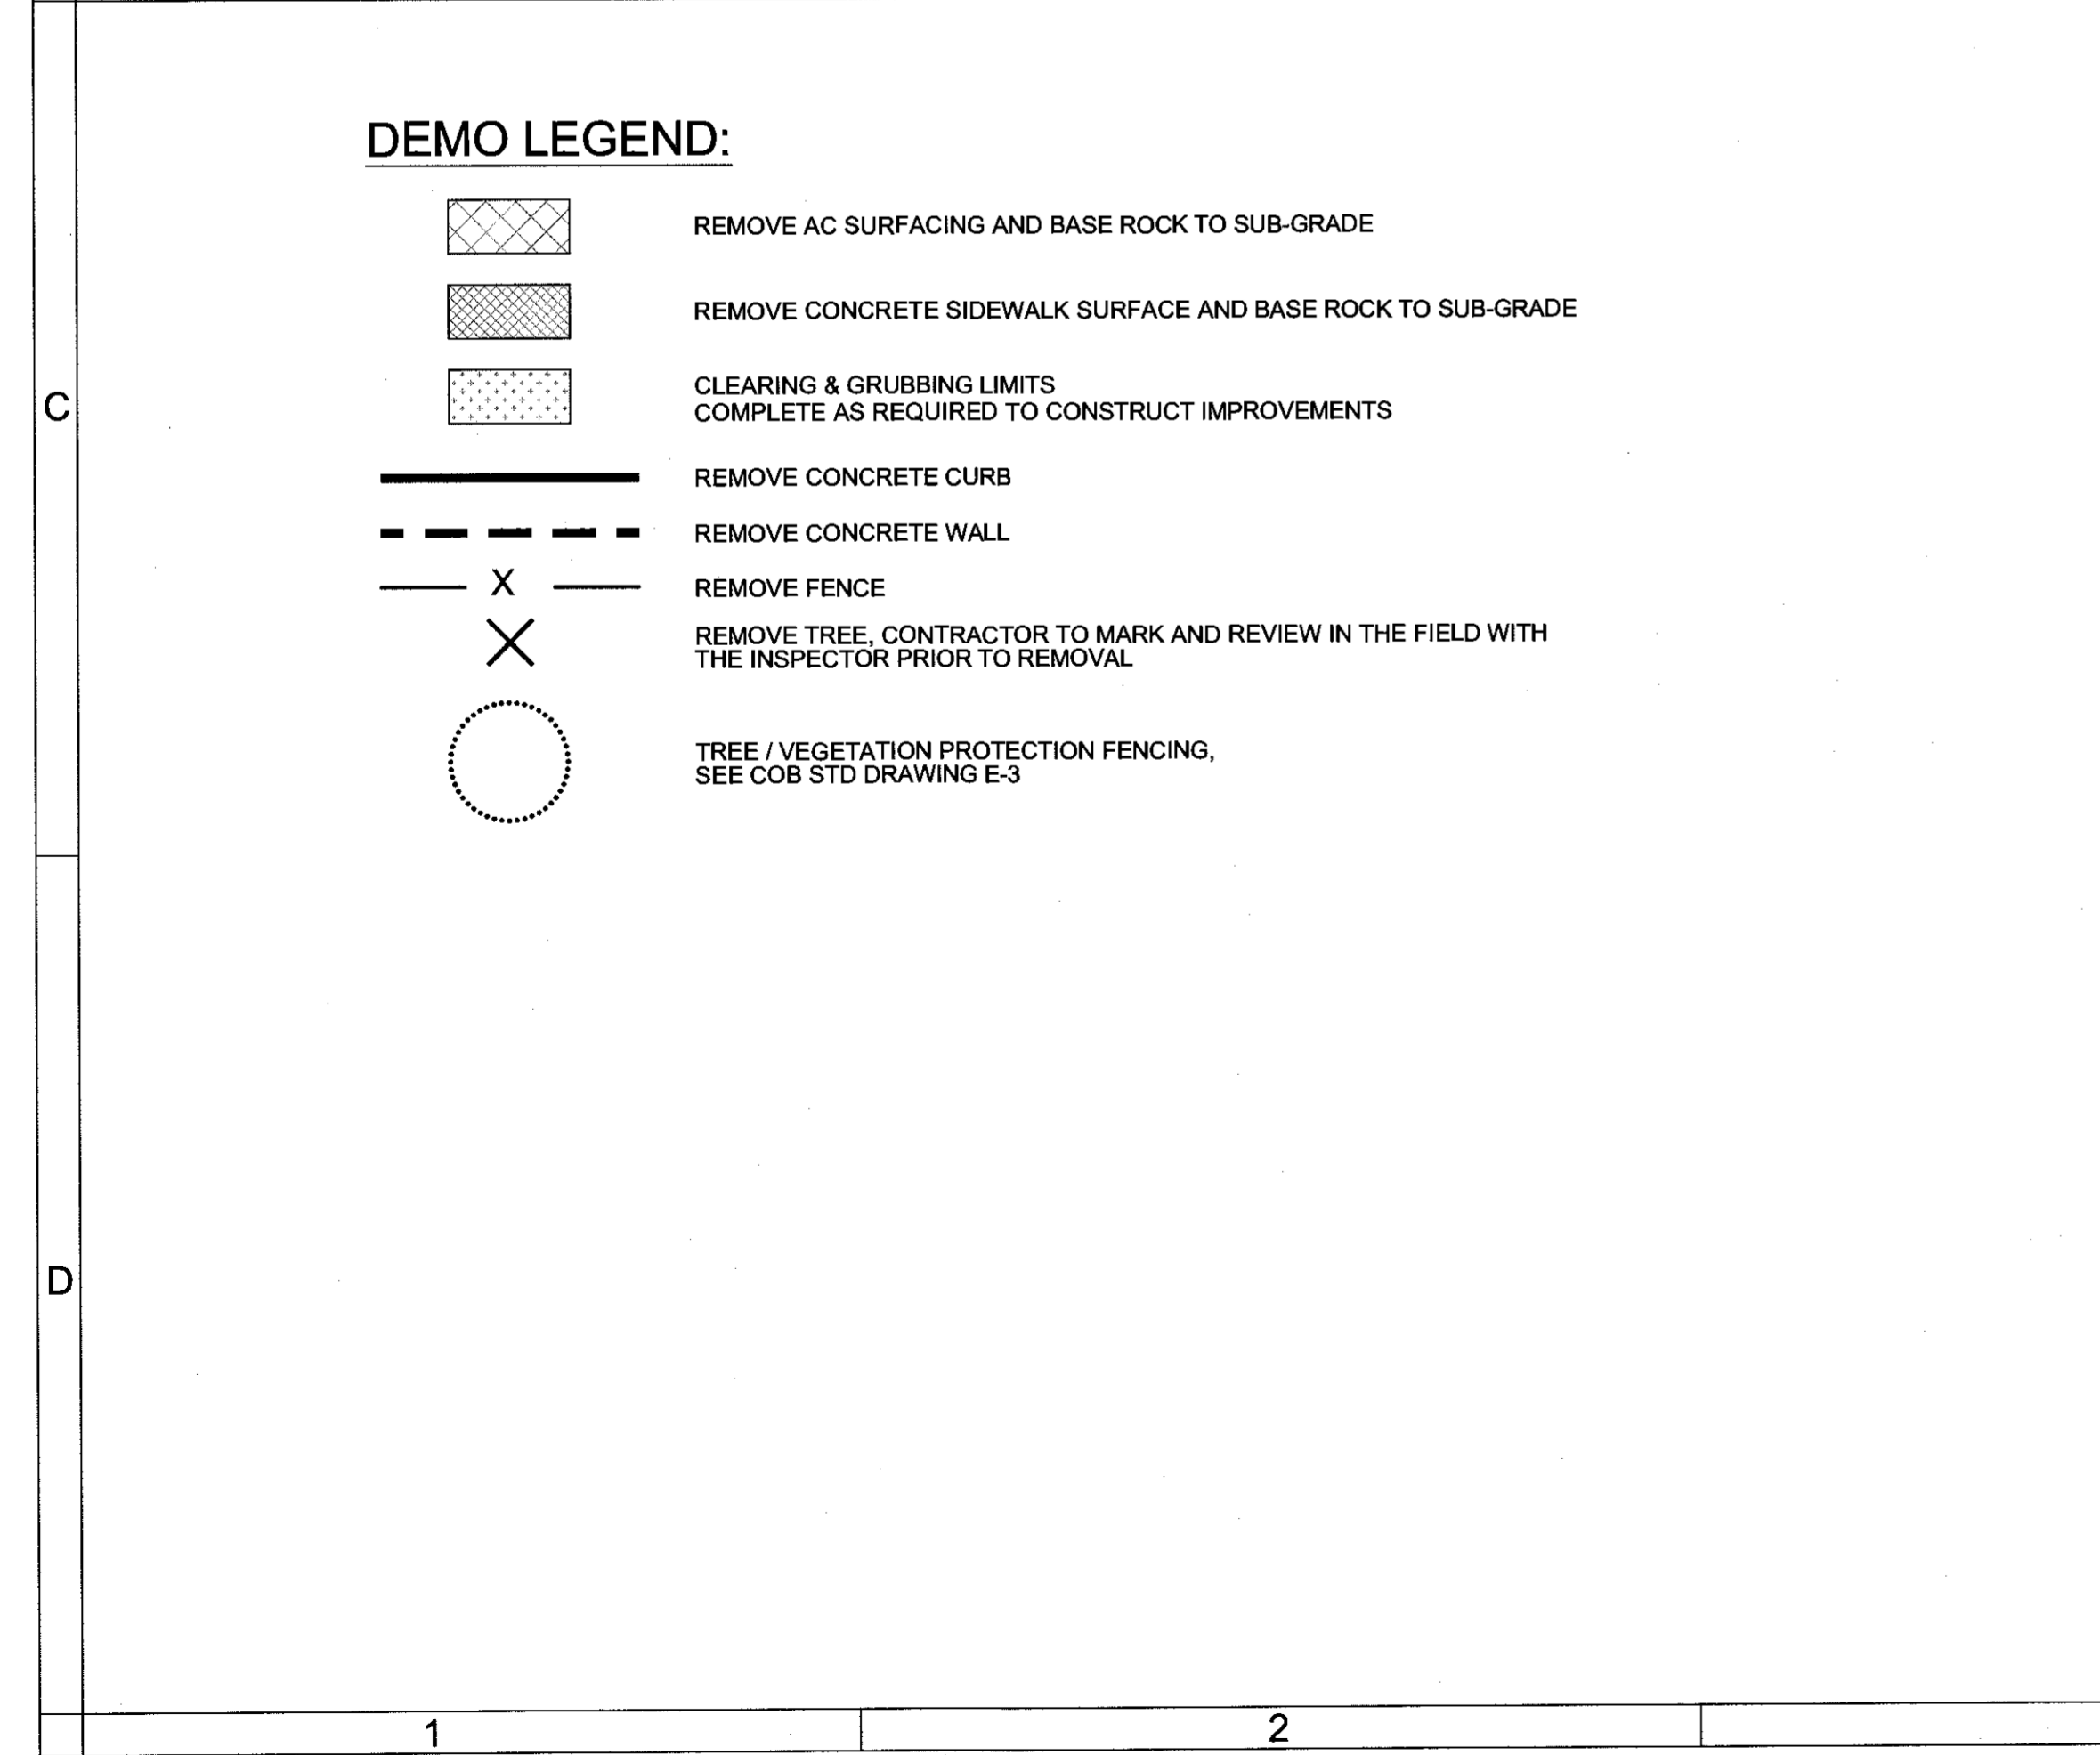 DEMO LEGEND:
REMOVE AC SURFACING AND BASE ROCK TO SUB-GRADE
REMOVE CONCRETE SIDEWALK SURFACE AND BASE ROCK TO SUB-GRADE
CLEARING & GRUBBING LIMITS
COMPLETE AS REQUIRED TO CONSTRUCT IMPROVEMENTS
C
REMOVE CONCRETE CURB
REMOVE CONCRETE WALL
X
REMOVE FENCE
REMOVE TREE, CONTRACTOR TO MARK AND REVIEW IN THE FIELD WITH
THE INSPECTOR PRIOR TO REMOVAL
TREE / VEGETATION PROTECTION FENCING,
SEE COB STD DRAWING E-3
D
1
2